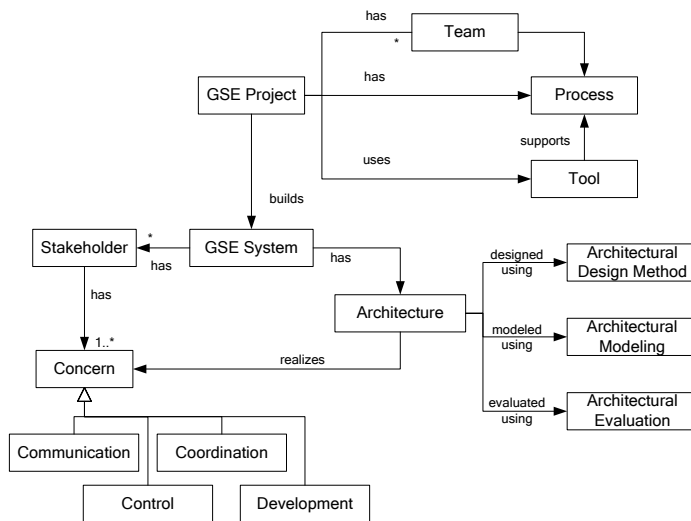 has
Team
*
GSE Project
has
Process
supports
uses
Tool
builds
Stakeholder
*
has
GSE System
has
designed
using
Architectural
Design Method
has
Architecture
modeled
using
Architectural
Modeling
1..*
Concern
realizes
evaluated
using
Architectural
Evaluation
Communication
Coordination
Control
Development